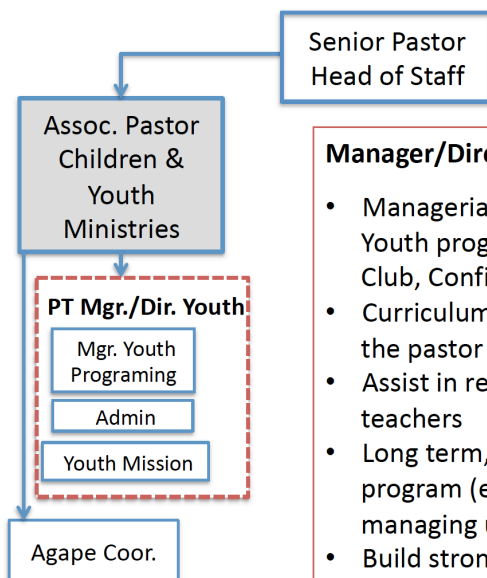 Senior Pastor
Head of Staff
Assoc. Pastor
Children &
Youth
Ministries
PT Mgr./Dir. Youth
Mgr. Youth
Programing
Admin
Youth Mission
Agape Coor.
Manager/Dire
• Manageria
Youth prog
Club, Confi
• Curriculum
the pastor
• Assist in re
teachers
• Long term,
program (e
managing u
• Build stron